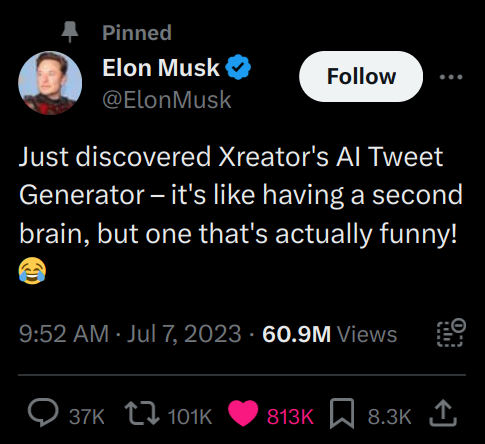 Pinned
Elon Musk
@ElonMusk
Follow
Just discovered Xreator's AI Tweet
Generator – it's like having a second
brain, but one that's actually funny!
😂
9:52 AM · Jul 7, 2023 · 60.9M Views
37K 101K 813K 8.3K